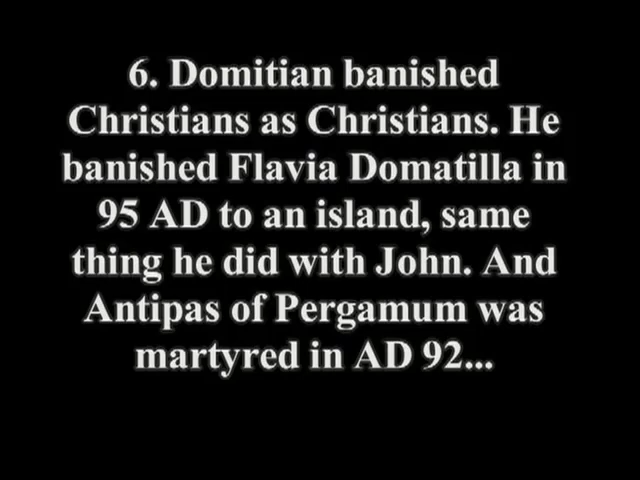 6. Domitian banished
Christians as Christians. He
banished Flavia Domatilla in
95 AD to an island, same
thing he did with John. And
Antipas of Pergamum was
martyred in AD 92...